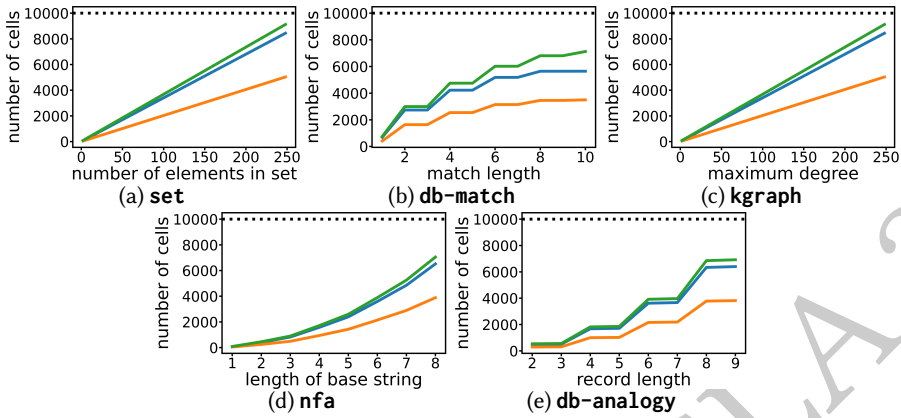 number of cells
10000
8000
6000
4000
2000
0
0 50 100 150 200 250
number of elements in set
(a) set
number of cells
10000
8000
6000
4000
2000
0
2 4 6 8 10
match length
(b) db-match
number of cells
10000
8000
6000
4000
2000
0
0 50 100 150 200 250
maximum degree
(c) kgraph
number of cells
10000
8000
6000
4000
2000
0
1 2 3 4 5 6 7 8
length of base string
(d) nfa
number of cells
10000
8000
6000
4000
2000
0
2 3 4 5 6 7 8 9
record length
(e) db-analogy